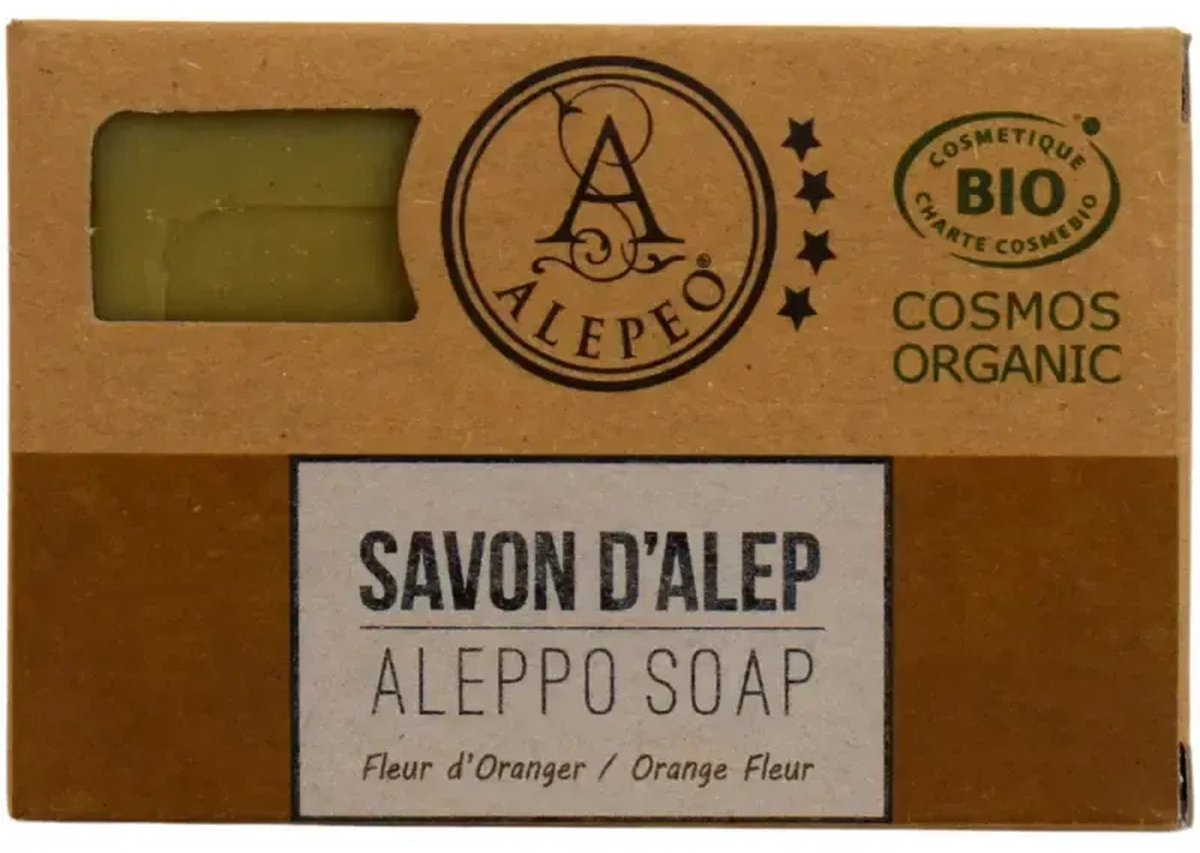 A
ALEPEO®
COSMETIQUE
BIO
CHARTE COSMEBIO
COSMOS
ORGANIC
SAVON D'ALEP
ALEPPO SOAP
Fleur d'Oranger / Orange Fleur